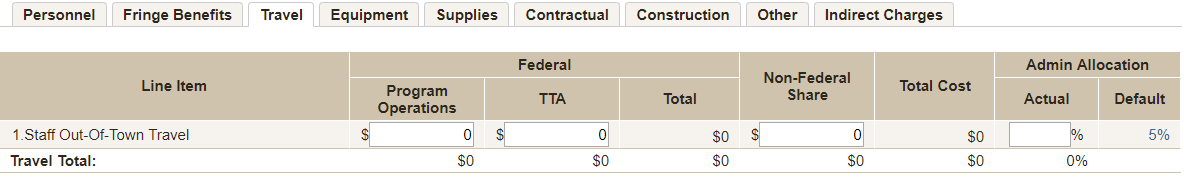 Personnel Fringe Benefits Travel Equipment Supplies Contractual Construction Other Indirect Charges
Federal Admin Allocation
Line Item Program Operations TTA Total Non-Federal Share Total Cost Actual Default
1.Staff Out-Of-Town Travel $ 0 $ 0 $0 $ 0 $0 % 5%
Travel Total: $0 $0 $0 $0 $0 0%